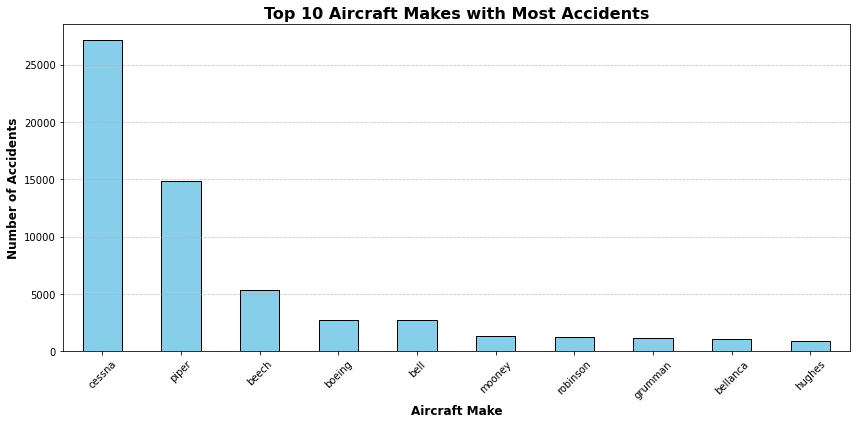 Top 10 Aircraft Makes with Most Accidents
Number of Accidents
25000
20000
15000
10000
5000
0
cessna
piper
beech
boeing
bell
mooney
robinson
grumman
bellanca
hughes
Aircraft Make